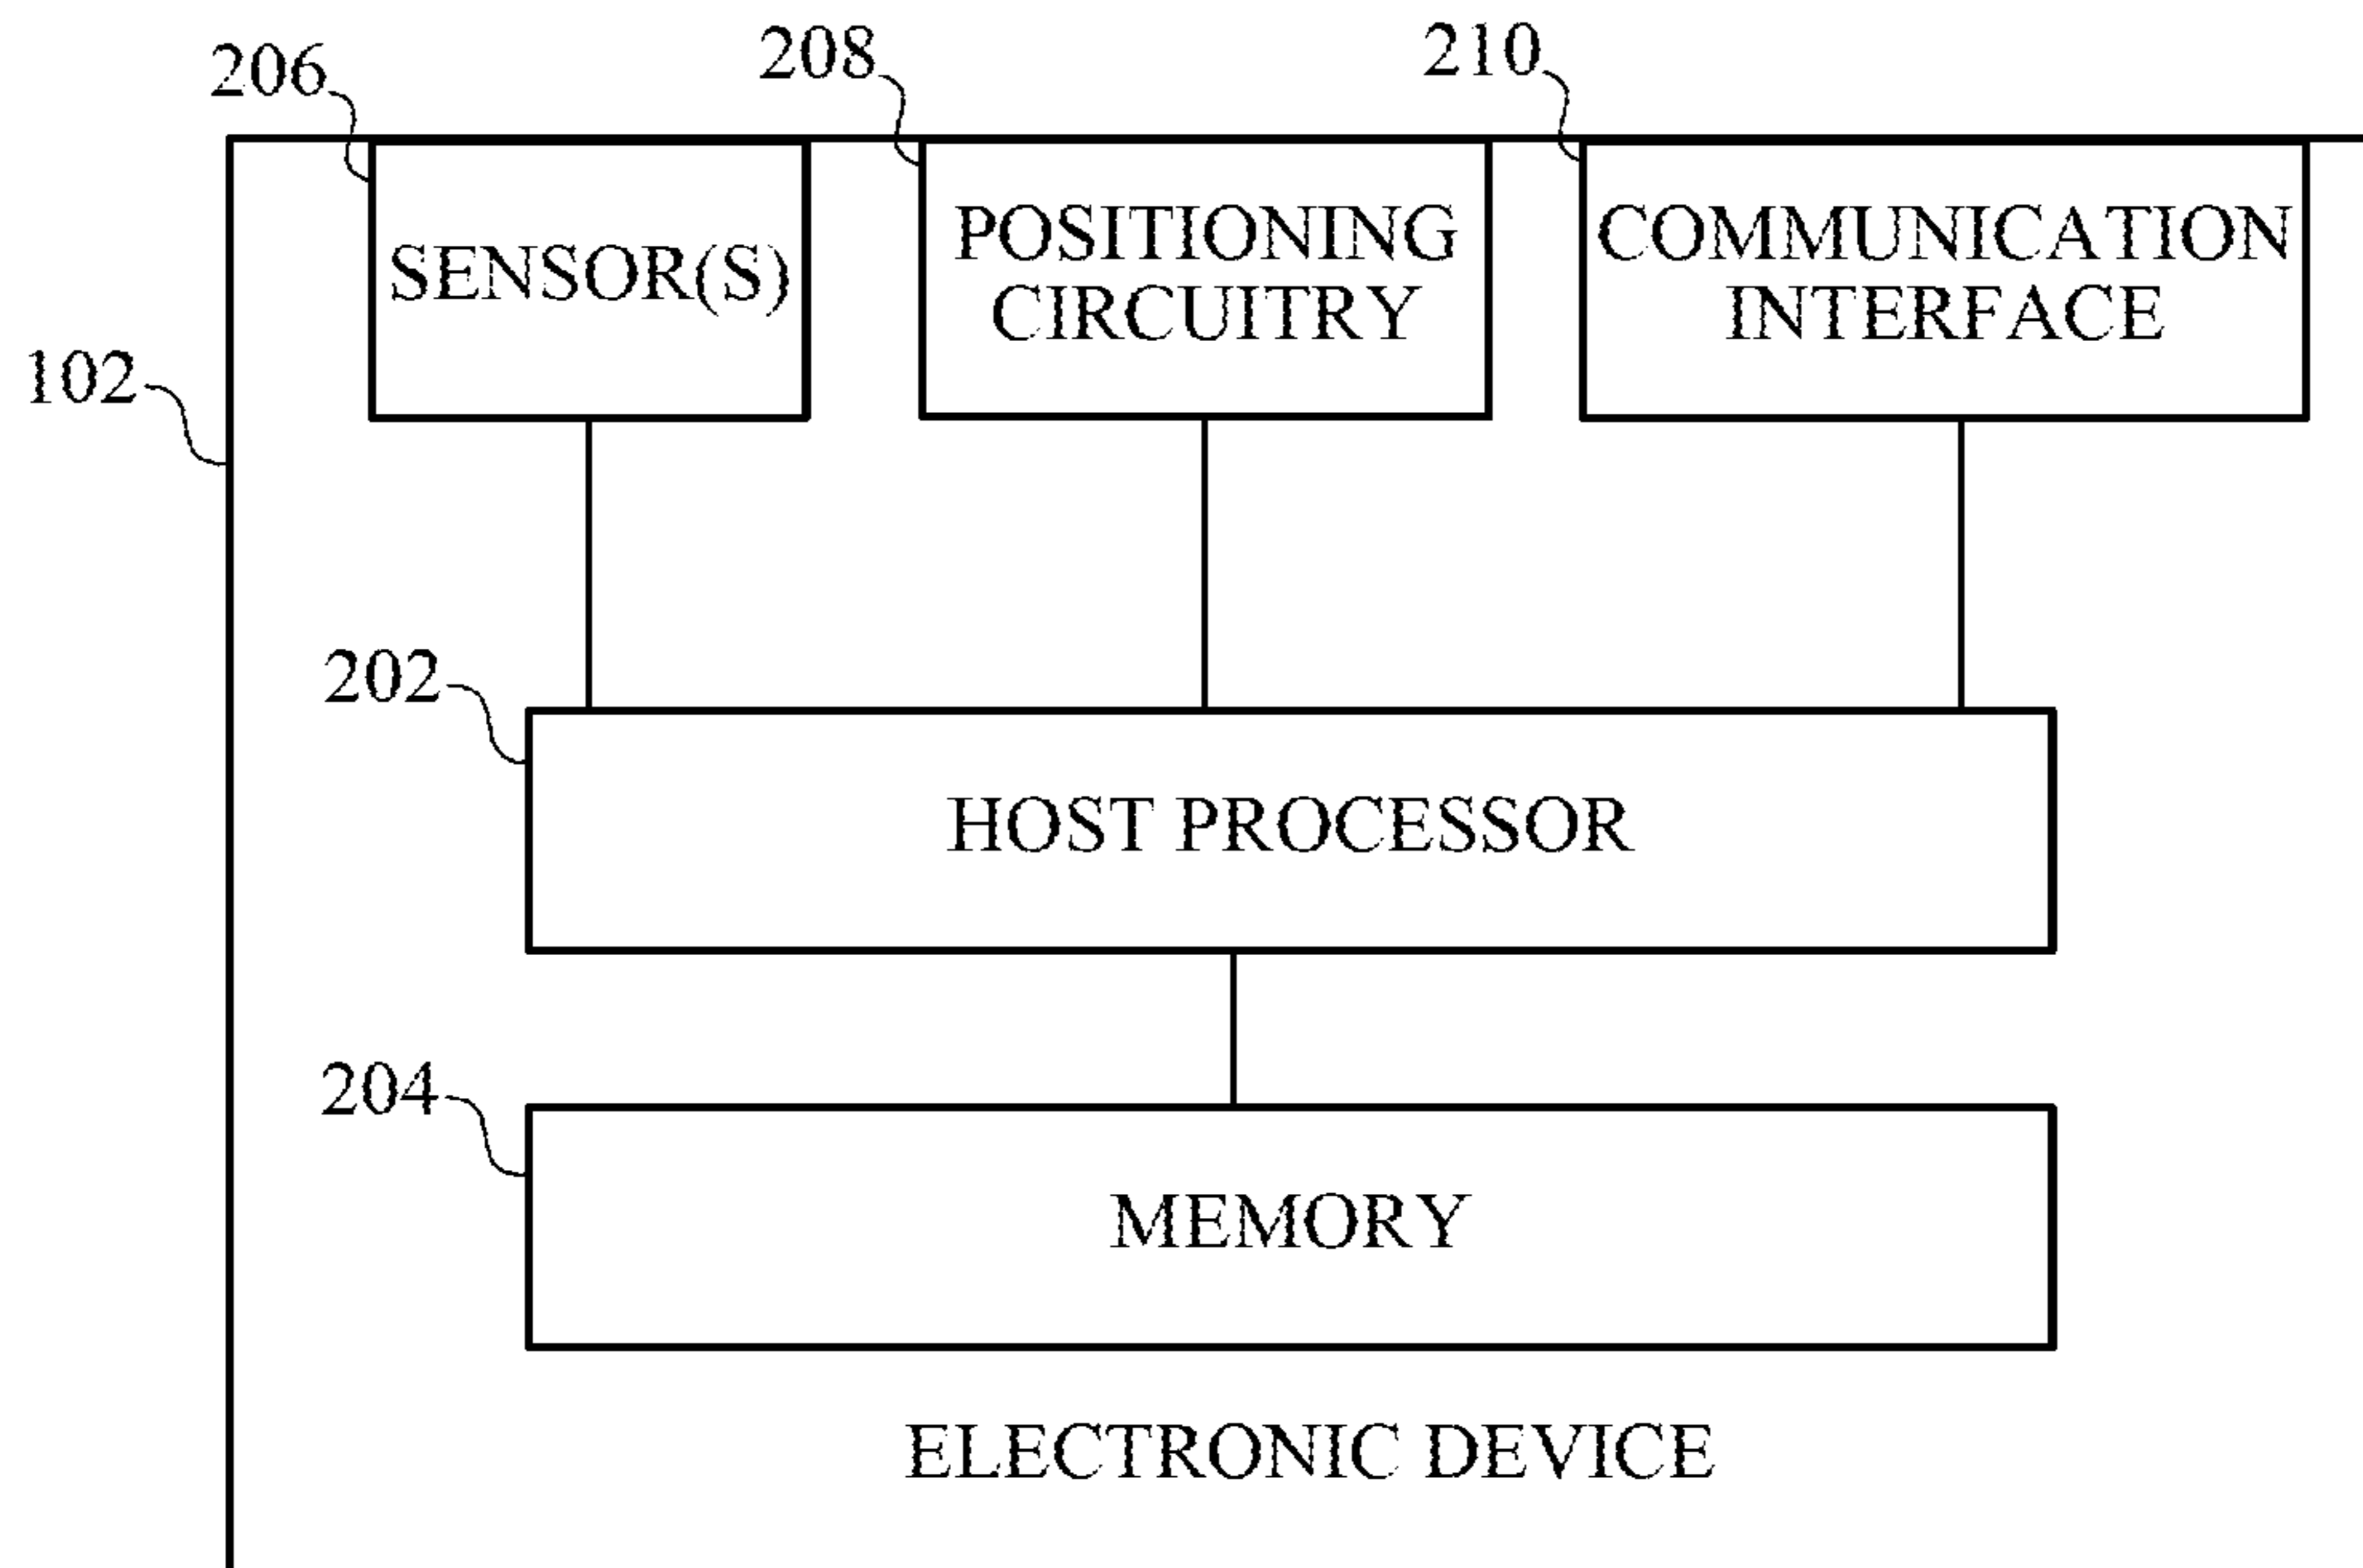 206
208
210
SENSOR(S)
POSITIONING
CIRCUITRY
COMMUNICATION
INTERFACE
102
202
HOST PROCESSOR
204
MEMORY
ELECTRONIC DEVICE